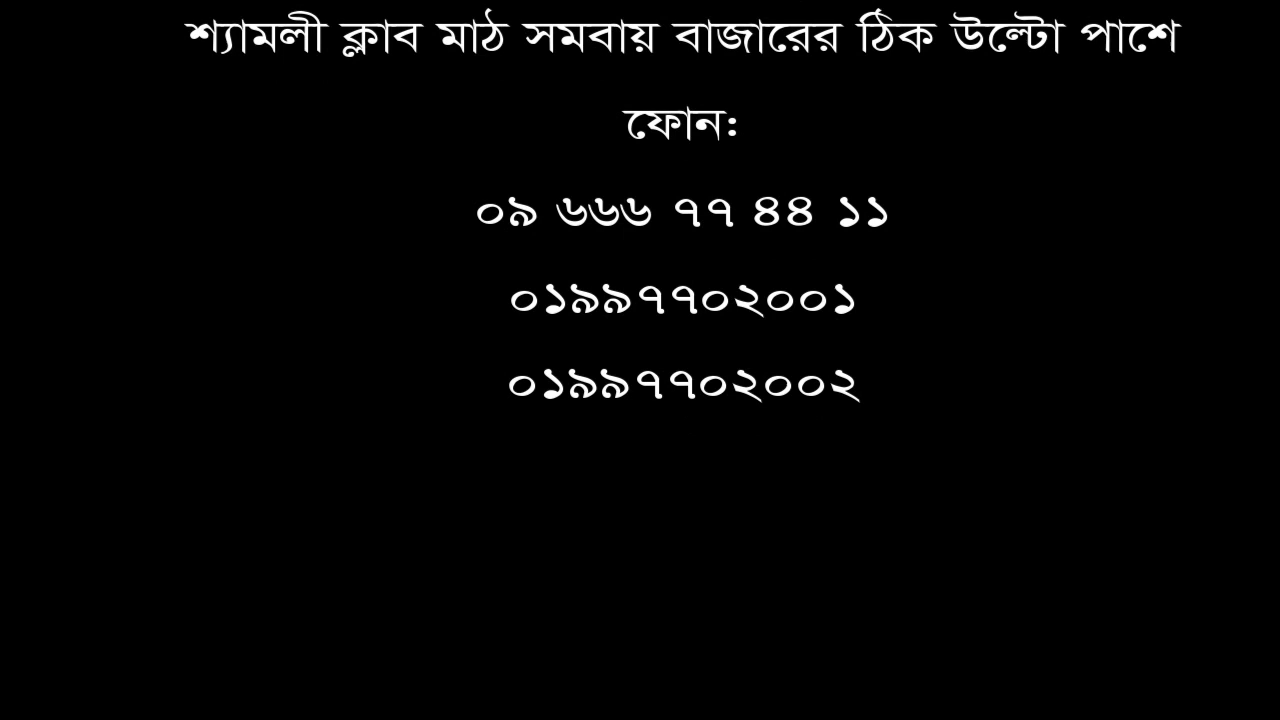 শ্যামলী ক্লাব মাঠ সমবায় বাজারের ঠিক উল্টো পাশে
ফোন:
০৯ ৬৬৬ ৭৭ ৪৪ ১১
০১৯৯৭৭০২০০১
০১৯৯৭৭০২০০২